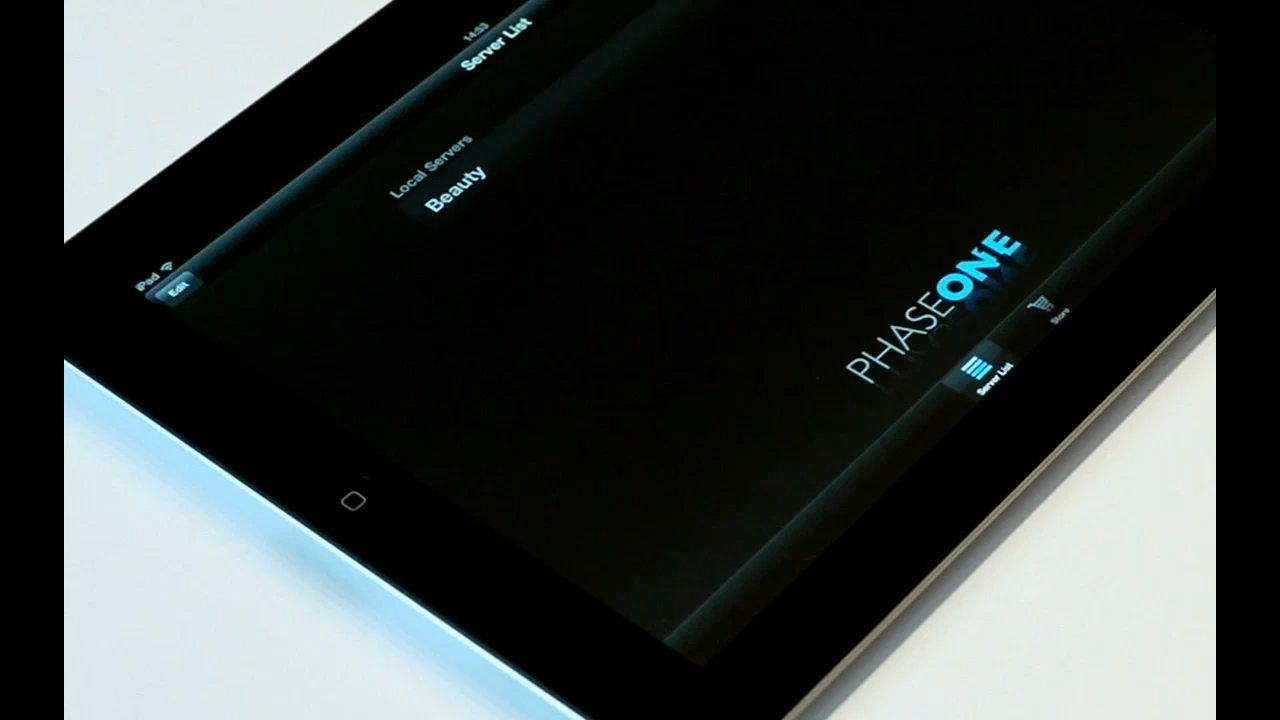 iPad 14:53
Edit Server List
Local Servers
Beauty
PHASEONE
Server List Store